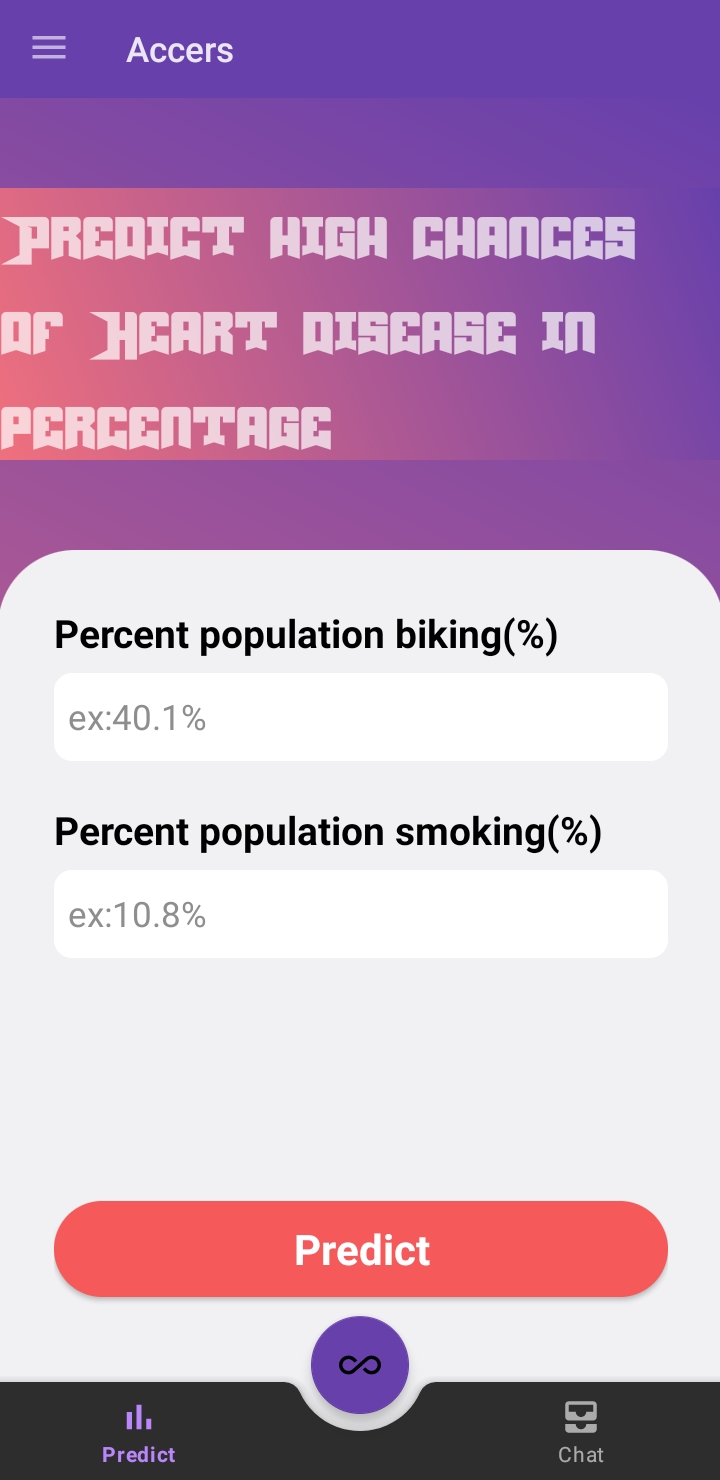 Accers
Predict high chances
of Heart disease in
percentage
Percent population biking(%)
ex:40.1%
Percent population smoking(%)
ex:10.8%
Predict
Predict
Chat